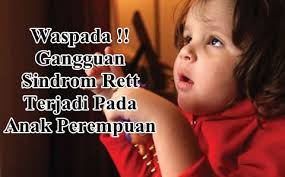 Waspada !!
Gangguan
Sindrom Rett
Terjadi Pada
Anak Perempuan